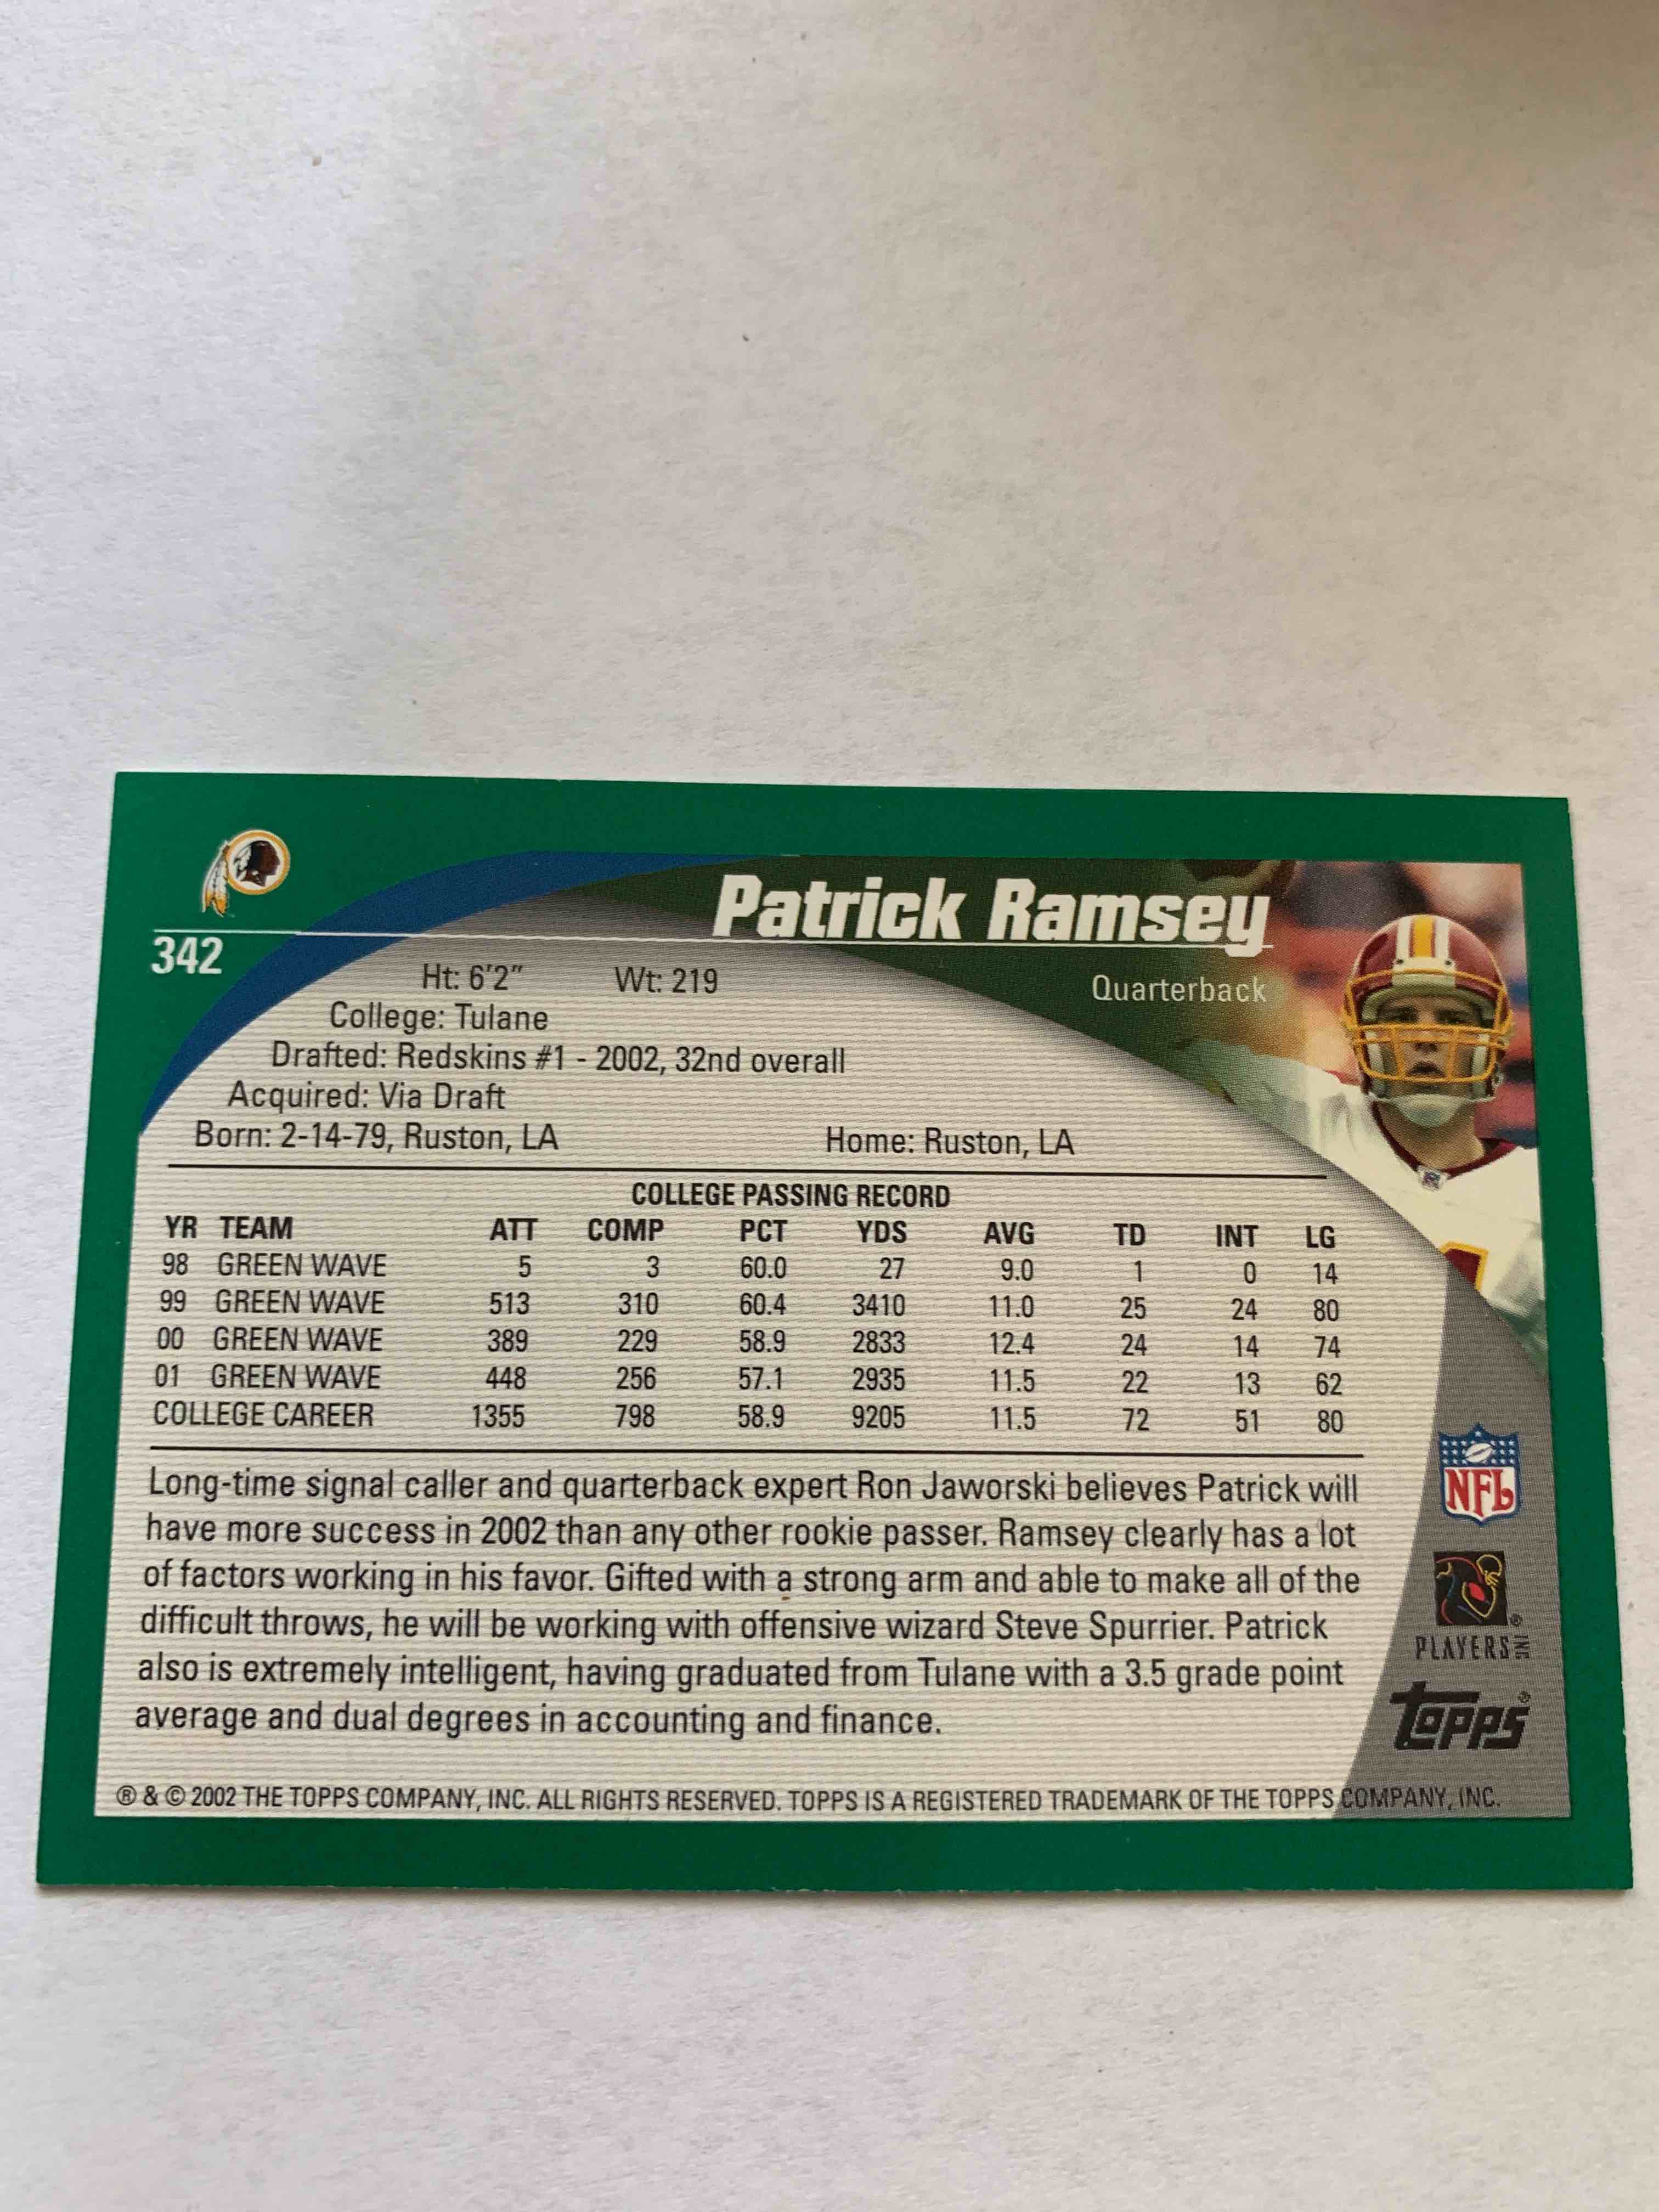 Patrick Ramsey
342
Quarterback
Ht: 6'2" Wt: 219
College: Tulane
Drafted: Redskins #1 - 2002, 32nd overall
Acquired: Via Draft
Born: 2-14-79, Ruston, LA Home: Ruston, LA
COLLEGE PASSING RECORD
YR TEAM ATT COMP PCT YDS AVG TD INT LG
98 GREEN WAVE 5 3 60.0 27 9.0 1 0 14
99 GREEN WAVE 513 310 60.4 3410 11.0 25 24 80
00 GREEN WAVE 389 229 58.9 2833 12.4 24 14 74
01 GREEN WAVE 448 256 57.1 2935 11.5 22 13 62
COLLEGE CAREER 1355 798 58.9 9205 11.5 72 51 80
Long-time signal caller and quarterback expert Ron Jaworski believes Patrick will
have more success in 2002 than any other rookie passer. Ramsey clearly has a lot
of factors working in his favor. Gifted with a strong arm and able to make all of the
difficult throws, he will be working with offensive wizard Steve Spurrier. Patrick
also is extremely intelligent, having graduated from Tulane with a 3.5 grade point
average and dual degrees in accounting and finance.
NFL
PLAYERS INC ®
topps ®
® & © 2002 THE TOPPS COMPANY, INC. ALL RIGHTS RESERVED. TOPPS IS A REGISTERED TRADEMARK OF THE TOPPS COMPANY, INC.